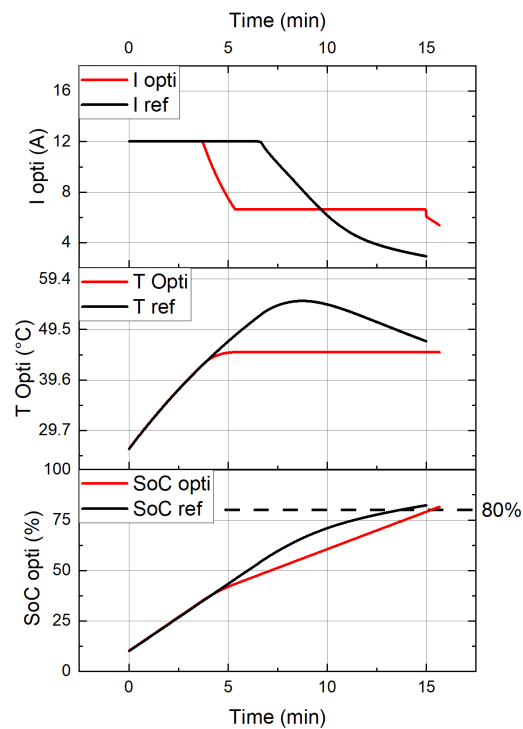 Time (min)
0 5 10 15
I opti
I ref
16
12
8
4
I opti (A)
T Opti
T ref
59.4
49.5
39.6
29.7
T Opti (°C)
100
SoC opti
SoC ref
80%
75
50
25
0
SoC opti (%)
0 5 10 15
Time (min)